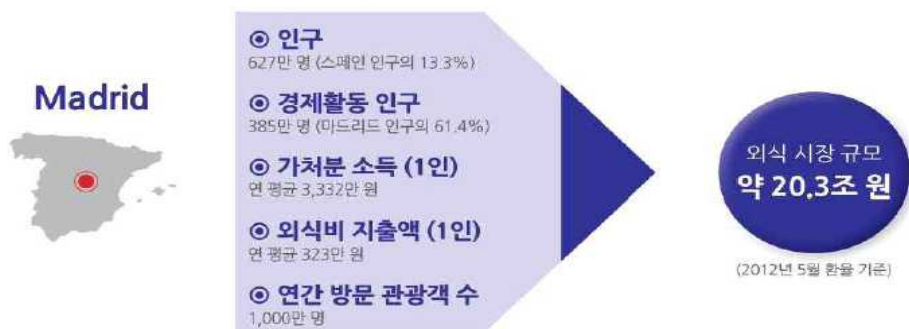 Madrid
◎ 인구
627만 명 (스페인 인구의 13.3%)
◎ 경제활동 인구
385만 명 (마드리드 인구의 61.4%)
◎ 가처분 소득 (1인)
연 평균 3,332만 원
◎ 외식비 지출액 (1인)
연 평균 323만 원
◎ 연간 방문 관광객 수
1,000만 명
외식 시장 규모
약 20.3조 원
(2012년 5월 환율 기준)